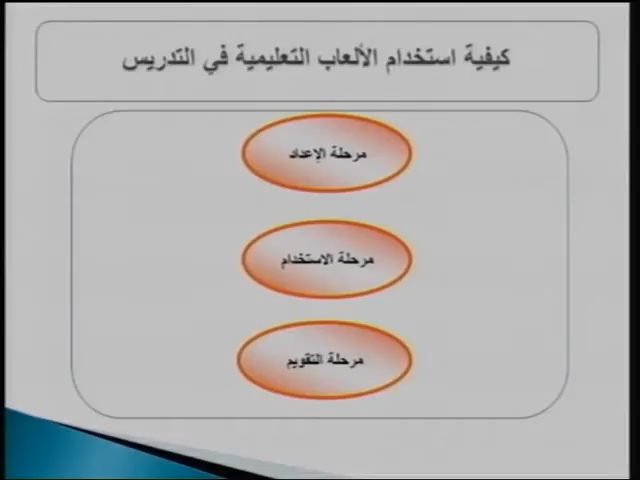 كيفية استخدام الألعاب التعليمية في التدريس
مرحلة الإعداد
مرحلة الاستخدام
مرحلة التقويم